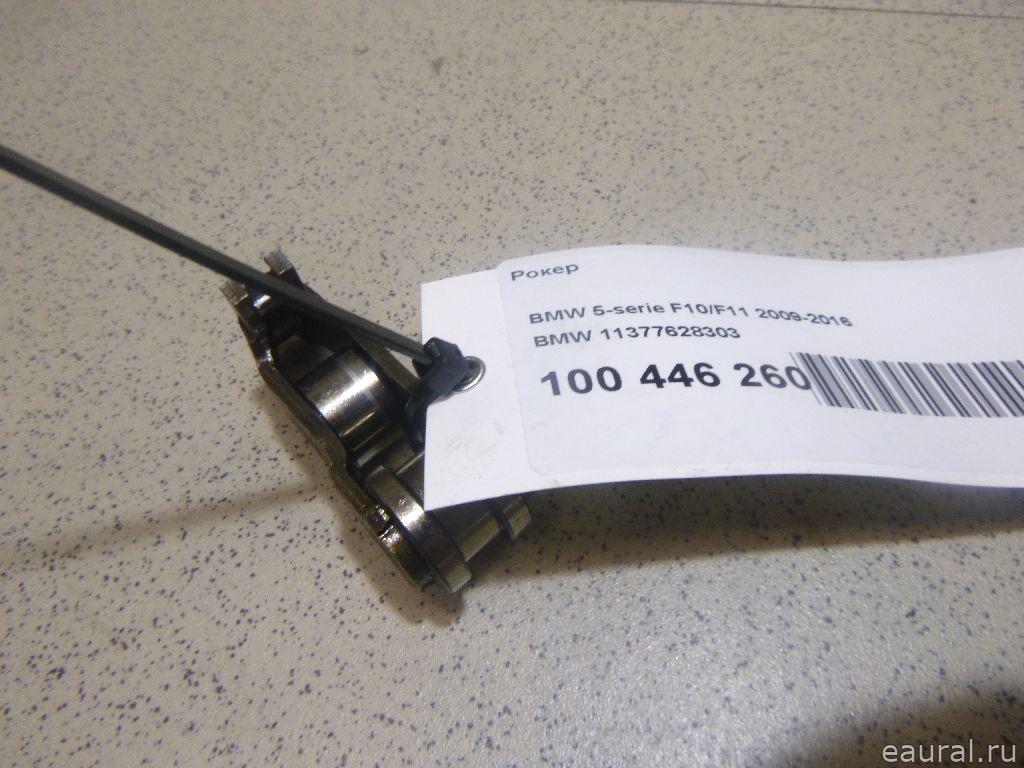 Рокер
BMW 5-serie F10/F11 2009-2016
BMW 11377628303
100 446 260
eaural.ru